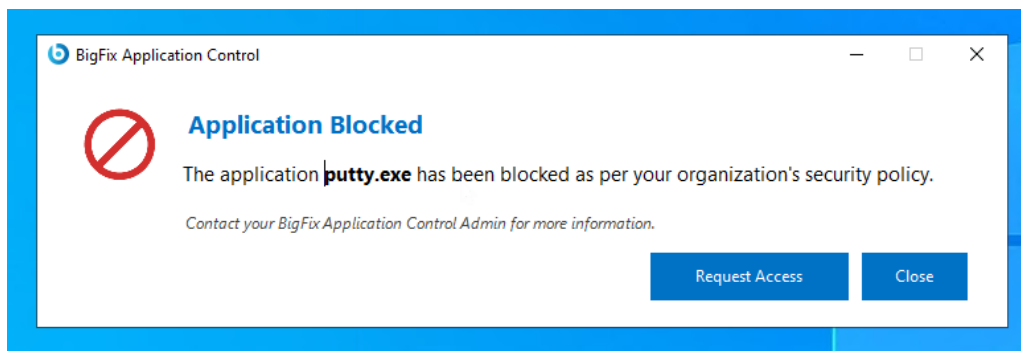 BigFix Application Control
Application Blocked
The application putty.exe has been blocked as per your organization's security policy.
Contact your BigFix Application Control Admin for more information.
Request Access
Close